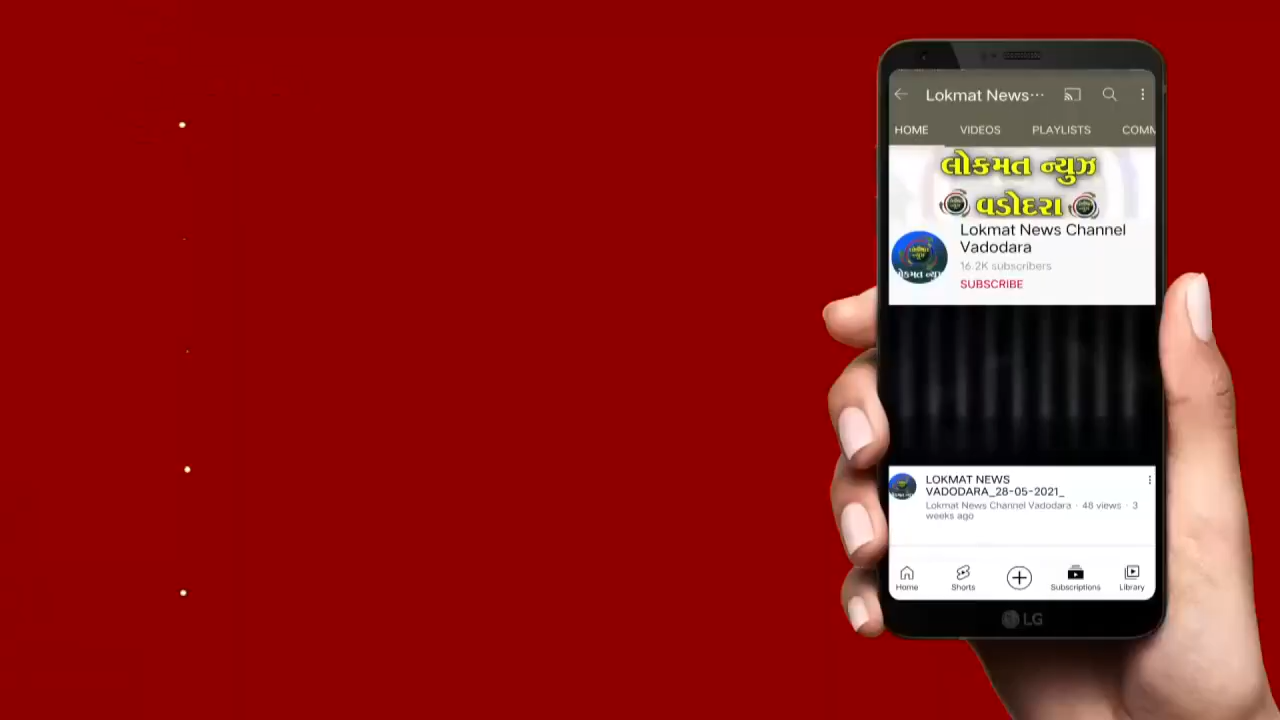 Lokmat News...
HOME VIDEOS PLAYLISTS COMM
લોકમત ન્યુઝ
વડોદરા
Lokmat News Channel
Vadodara
16.2K subscribers
SUBSCRIBE
LOKMAT NEWS
VADODARA_28-05-2021_
Lokmat News Channel Vadodara · 48 views · 3
weeks ago
Home Shorts Subscriptions Library
LG